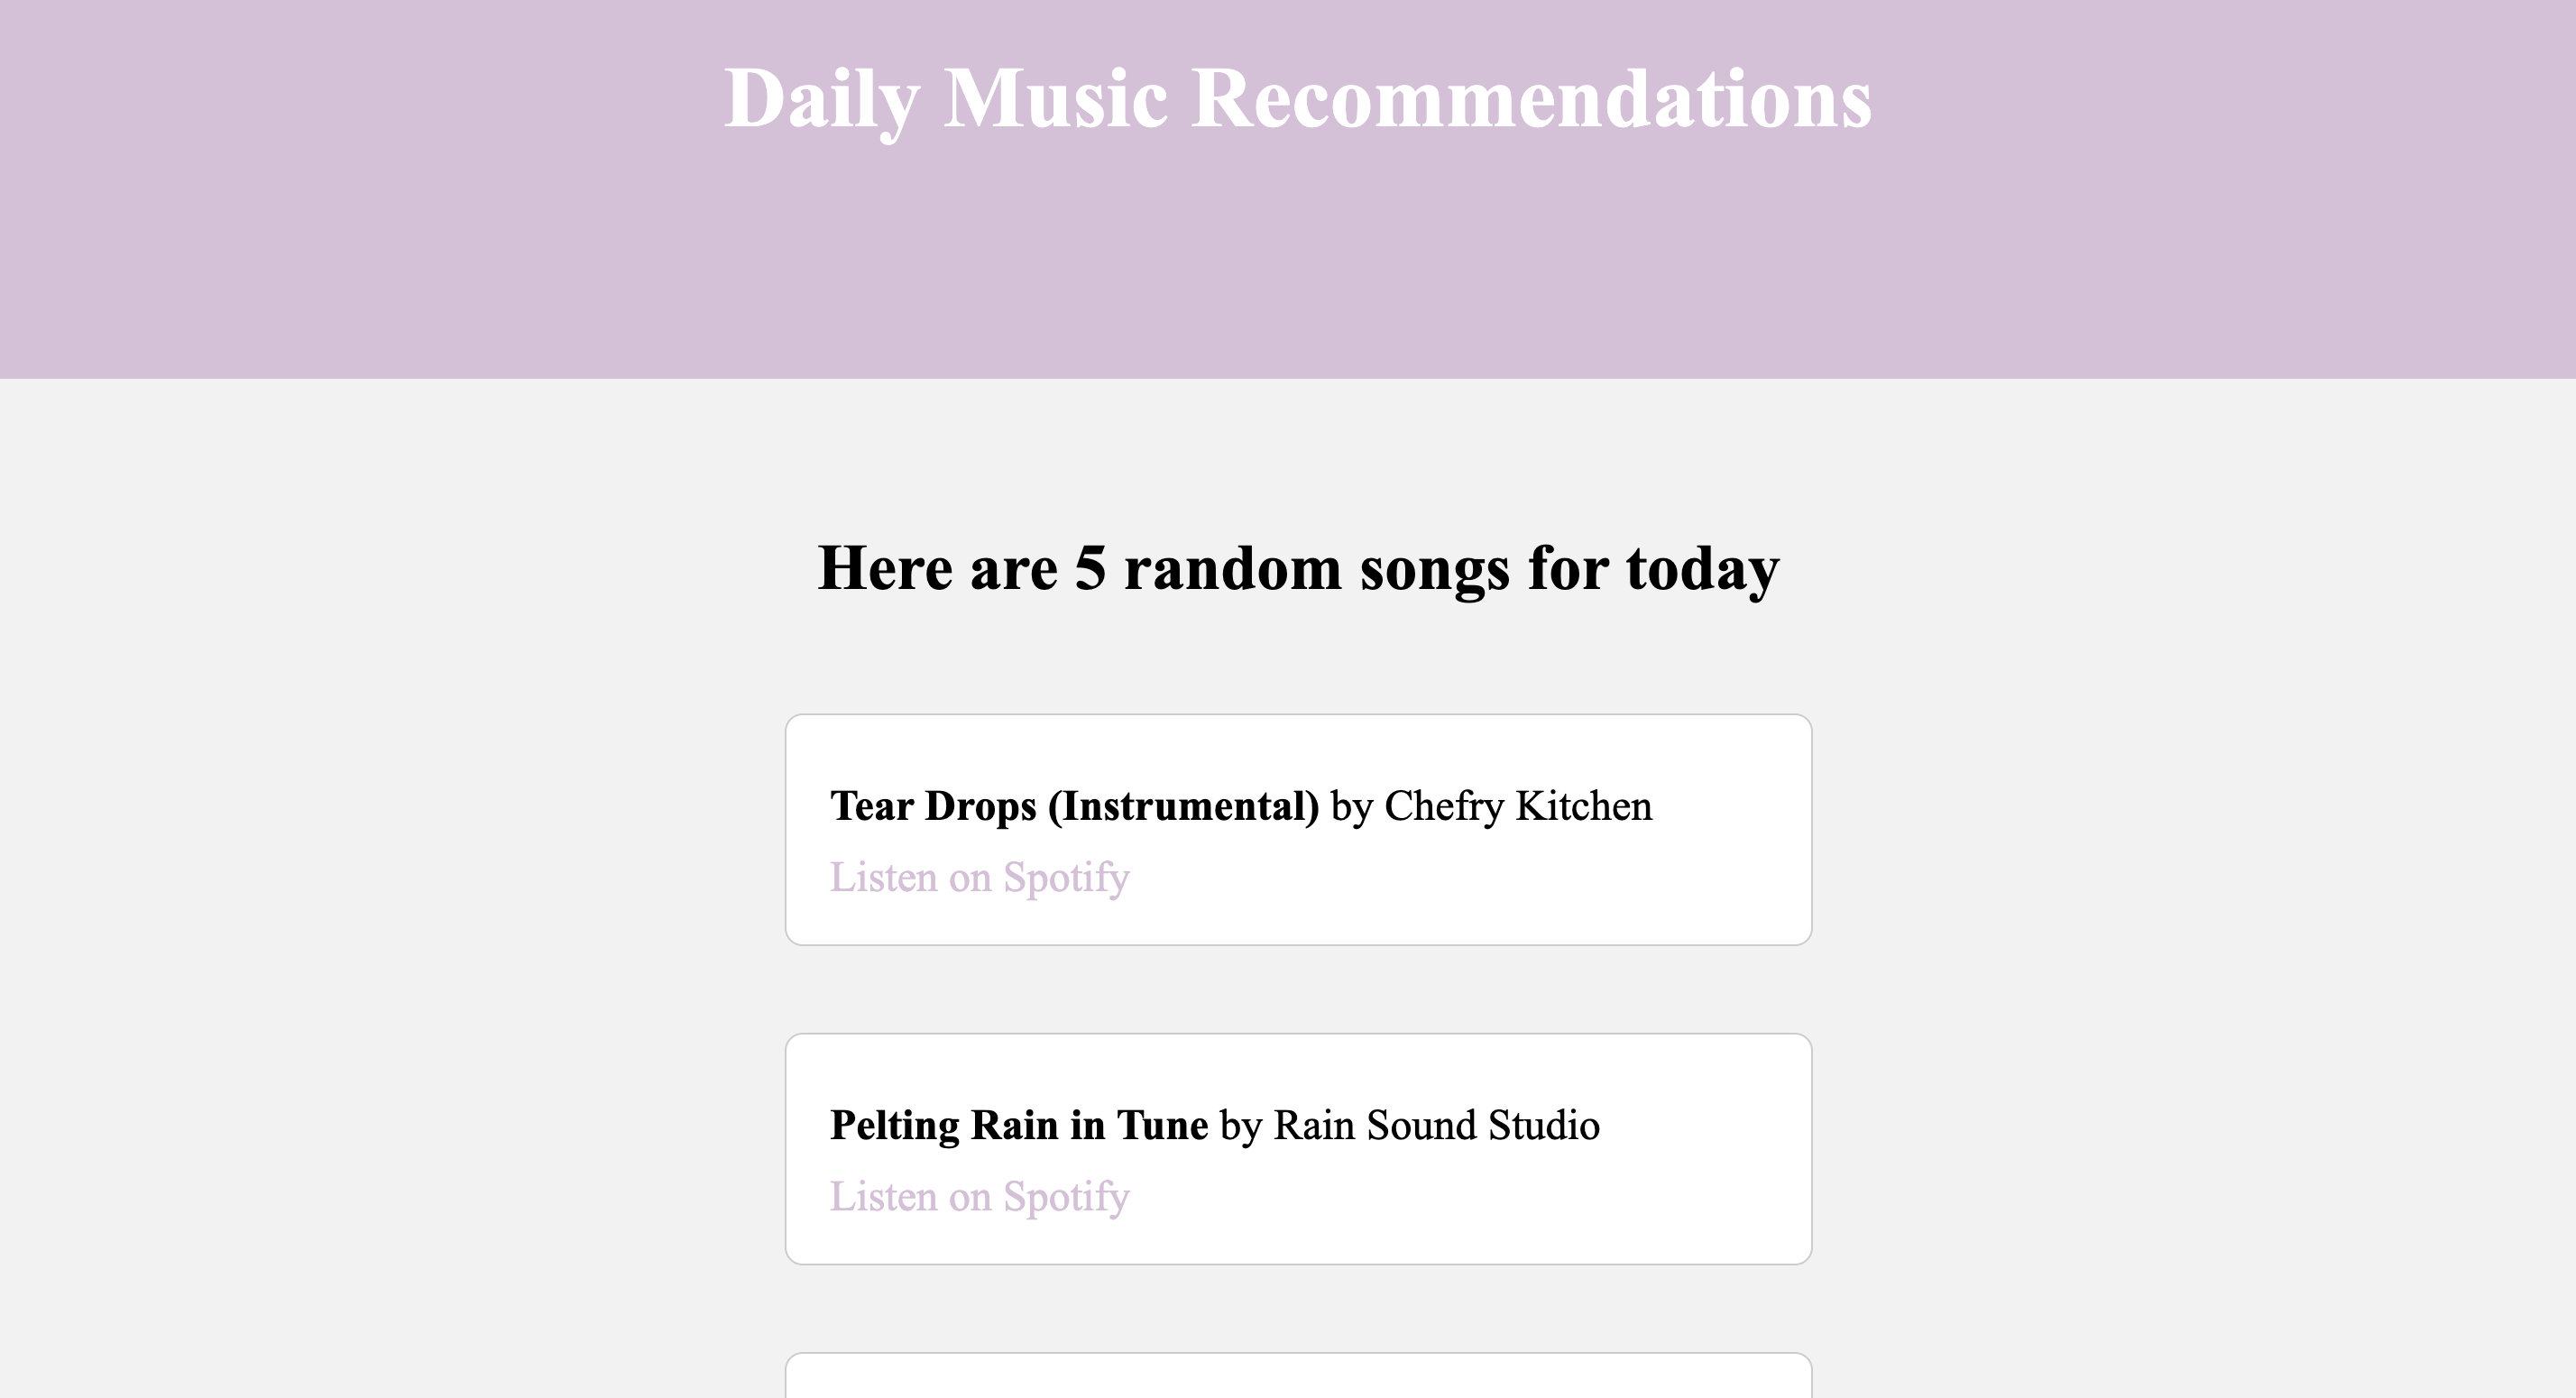 Daily Music Recommendations
Here are 5 random songs for today
Tear Drops (Instrumental) by Chefry Kitchen
Listen on Spotify
Pelting Rain in Tune by Rain Sound Studio
Listen on Spotify